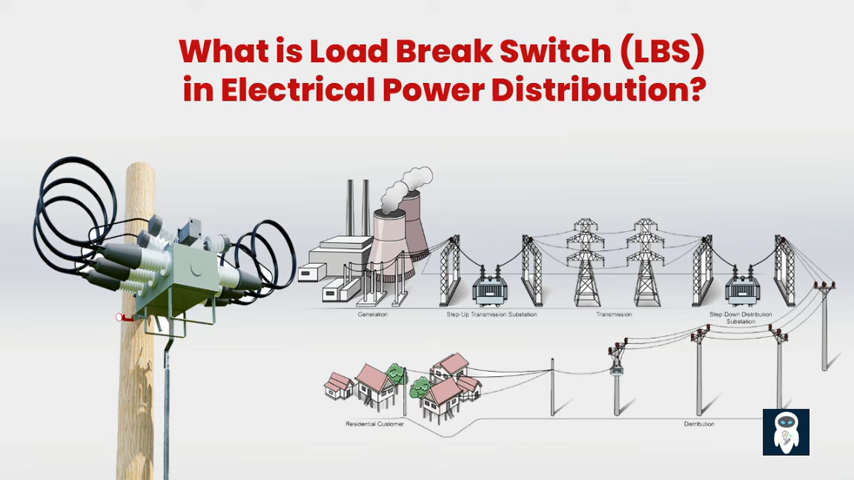 What is Load Break Switch (LBS)
in Electrical Power Distribution?
Generation
Step-Up Transmission Substation
Transmission
Step-Down Distribution
Substation
Residential Customer
Distribution